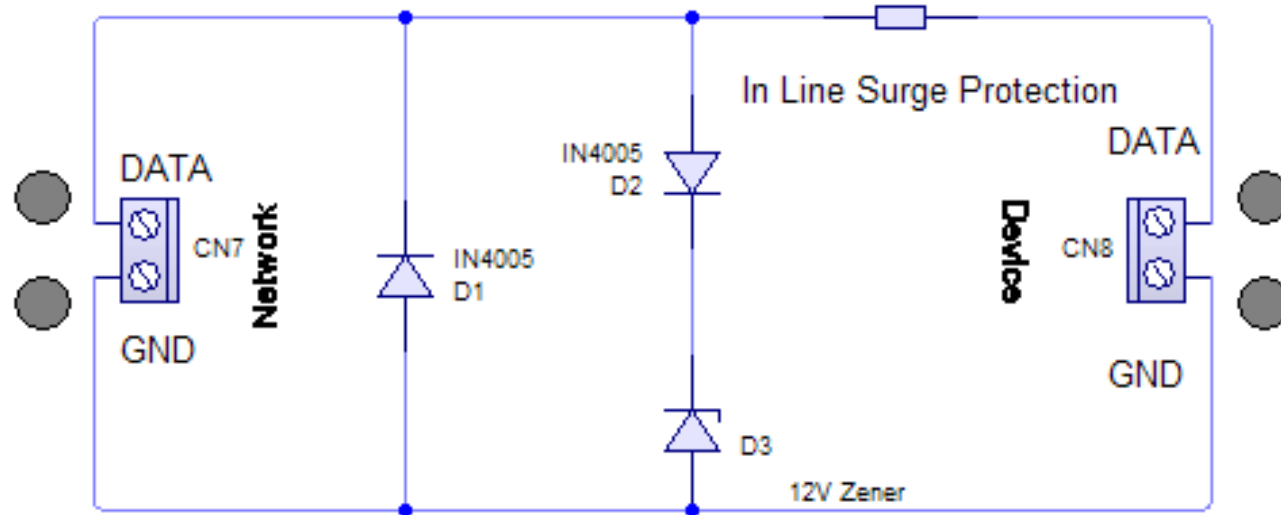 In Line Surge Protection
DATA
IN4005
D2
DATA
CN7
Network
IN4005
D1
Device
CN8
GND
GND
D3
12V Zener